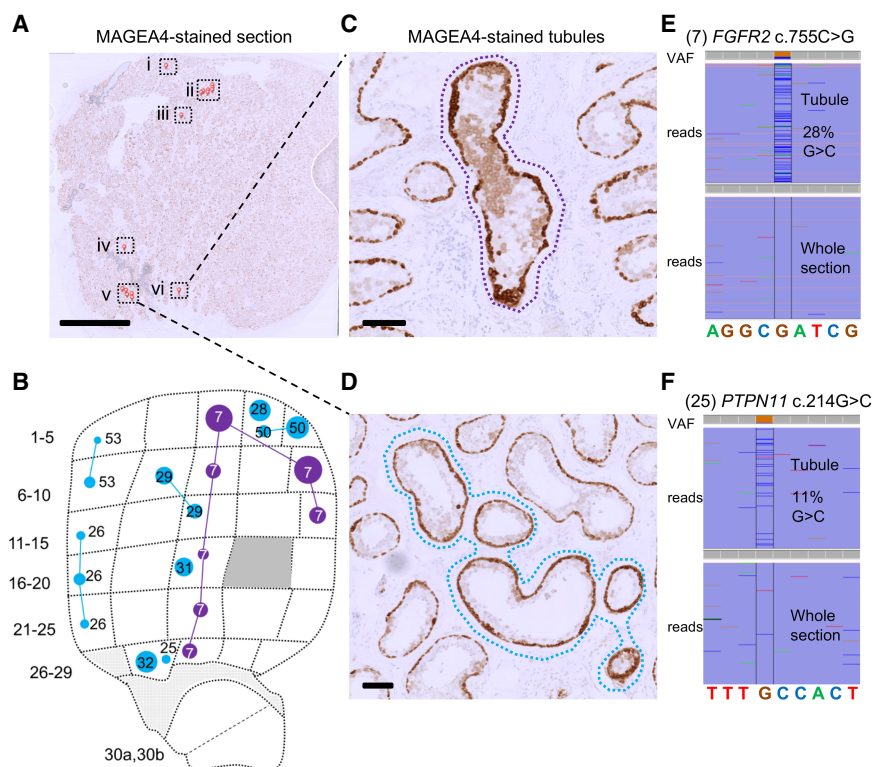 A
MAGEA4-stained section
i
ii
iii
iv
v
vi
C
MAGEA4-stained tubules
E
(7) FGFR2 c.755C>G
VAF
reads
Tubule
28%
G>C
reads
Whole
section
AGGCGATCG
B
1-5
6-10
11-15
16-20
21-25
26-29
30a,30b
53
53
7
28
50
50
7
29
7
29
7
26
31
7
26
7
26
25
32
7
D
F
(25) PTPN11 c.214G>C
VAF
reads
Tubule
11%
G>C
reads
Whole
section
TTTGCCACT